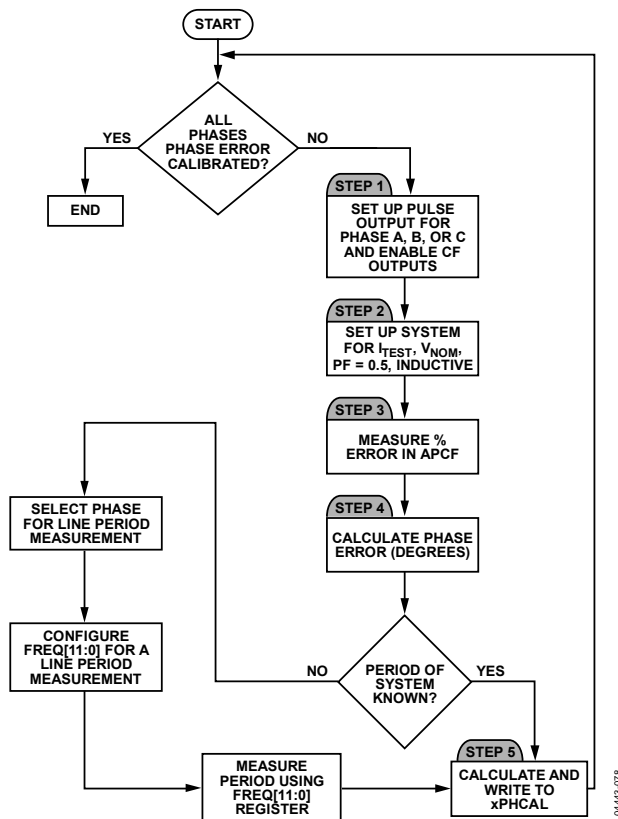 START
ALL
PHASES
PHASE ERROR
CALIBRATED?
YES
NO
END
STEP 1
SET UP PULSE
OUTPUT FOR
PHASE A, B, OR C
AND ENABLE CF
OUTPUTS
STEP 2
SET UP SYSTEM
FOR ITEST, VNOM,
PF = 0.5, INDUCTIVE
STEP 3
MEASURE %
ERROR IN APCF
STEP 4
CALCULATE PHASE
ERROR (DEGREES)
PERIOD OF
SYSTEM
KNOWN?
NO
YES
SELECT PHASE
FOR LINE PERIOD
MEASUREMENT
CONFIGURE
FREQ[11:0] FOR A
LINE PERIOD
MEASUREMENT
MEASURE
PERIOD USING
FREQ[11:0]
REGISTER
STEP 5
CALCULATE AND
WRITE TO
xPHCAL
04443-078